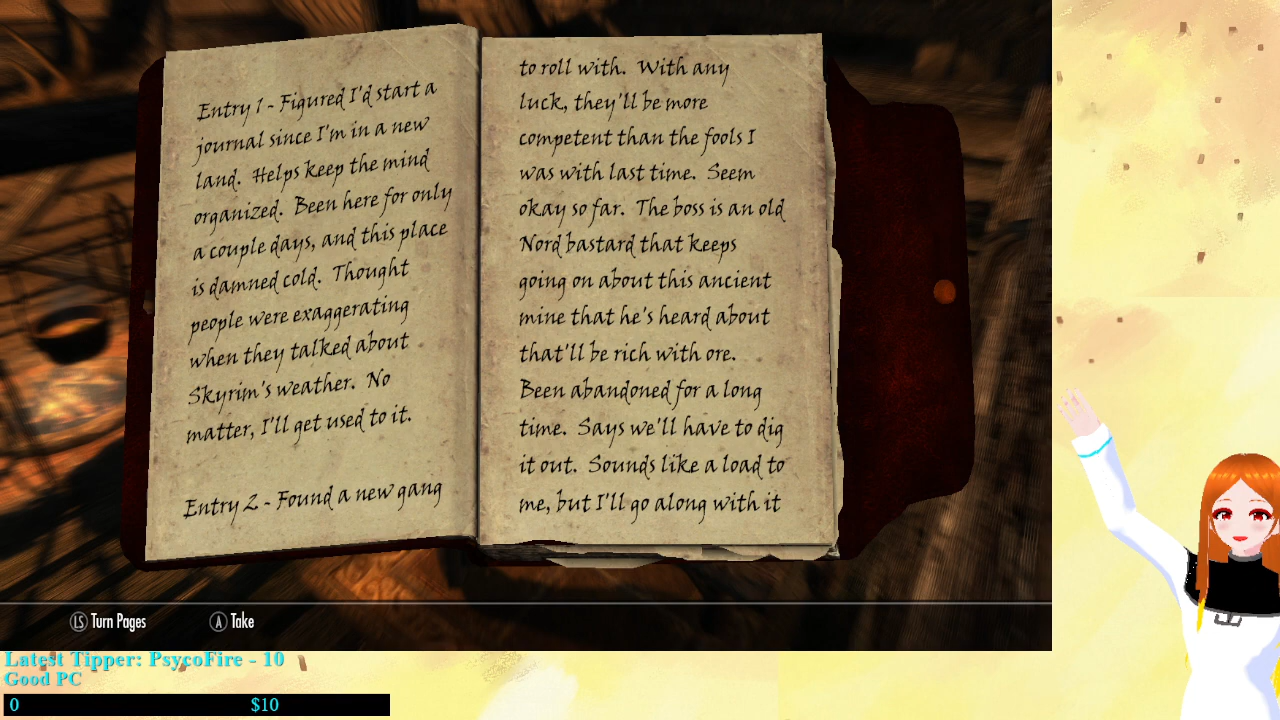 Entry 1 - Figured I'd start a
journal since I'm in a new
land. Helps keep the mind
organized. Been here for only
a couple days, and this place
is damned cold. Thought
people were exaggerating
when they talked about
Skyrim's weather. No
matter, I'll get used to it.
Entry 2 - Found a new gang
to roll with. With any
luck, they'll be more
competent than the fools I
was with last time. Seem
okay so far. The boss is an old
Nord bastard that keeps
going on about this ancient
mine that he's heard about
that'll be rich with ore.
Been abandoned for a long
time. Says we'll have to dig
it out. Sounds like a load to
me, but I'll go along with it
LS Turn Pages A Take
Latest Tipper: PsycoFire - 10
Good PC
0 $10